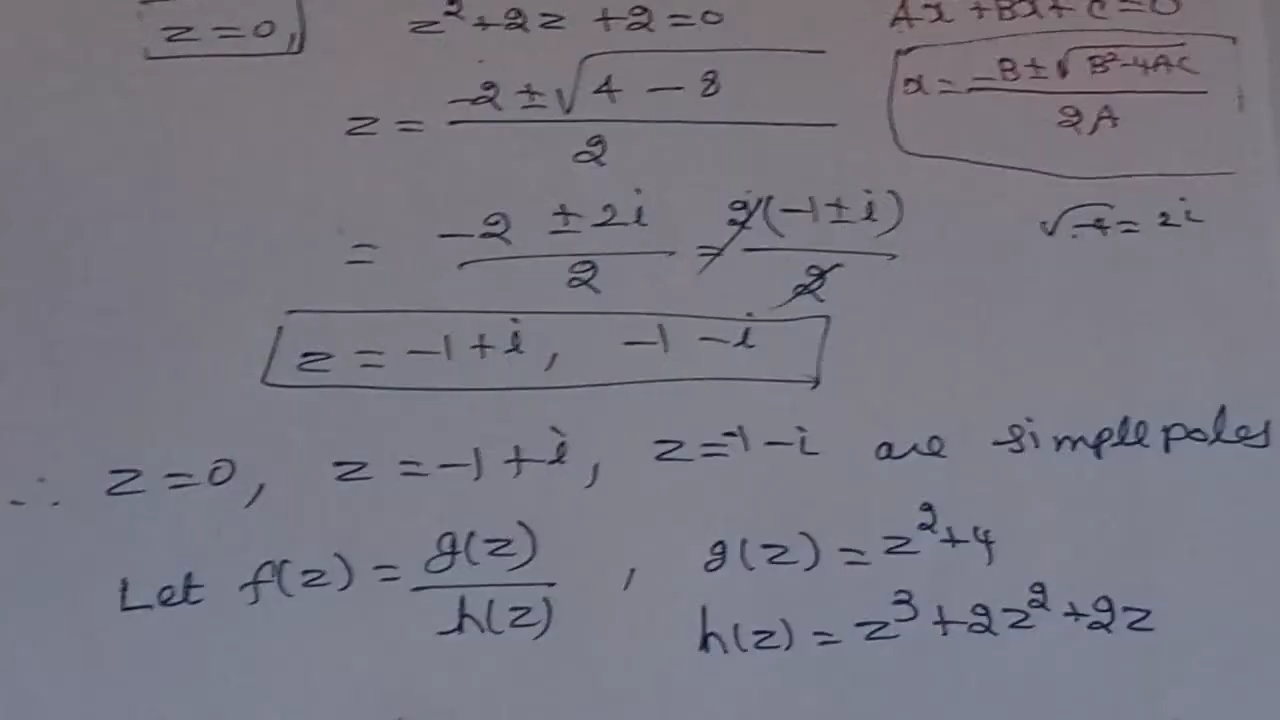 z = 0,
z² + 2z + 2 = 0
Ax² + Bx + C = 0
z = (-2 ± √(4 - 8)) / 2
x = (-B ± √(B² - 4AC)) / 2A
= (-2 ± 2i) / 2 = 2(-1 ± i) / 2
√-4 = 2i
z = -1 + i, -1 - i
∴ z = 0, z = -1 + i, z = -1 - i are simple poles
Let f(z) = g(z) / h(z), g(z) = z² + 4
h(z) = z³ + 2z² + 2z